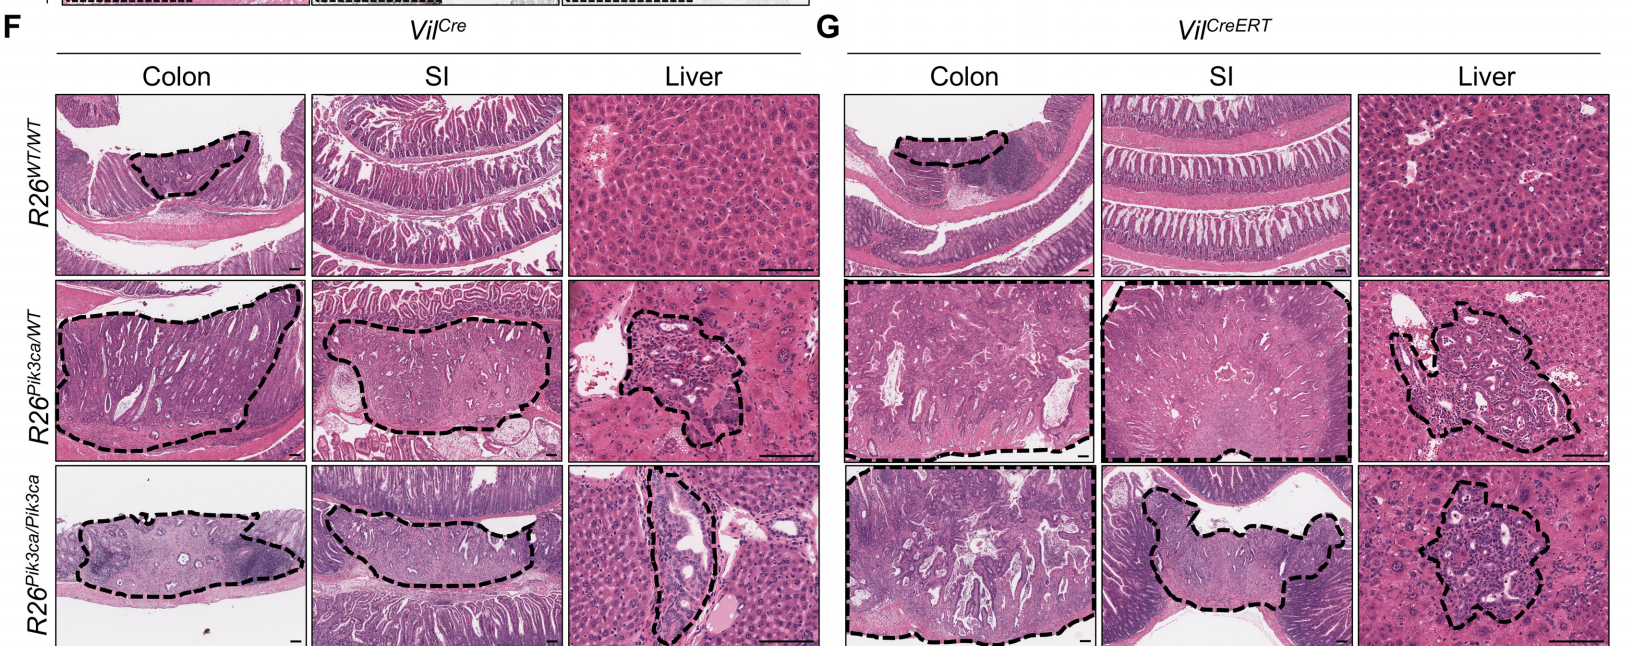 F
Vil^Cre
G
Vil^CreERT
Colon SI Liver Colon SI Liver
R26^WT/WT
R26^Pik3ca/WT
R26^Pik3ca/Pik3ca